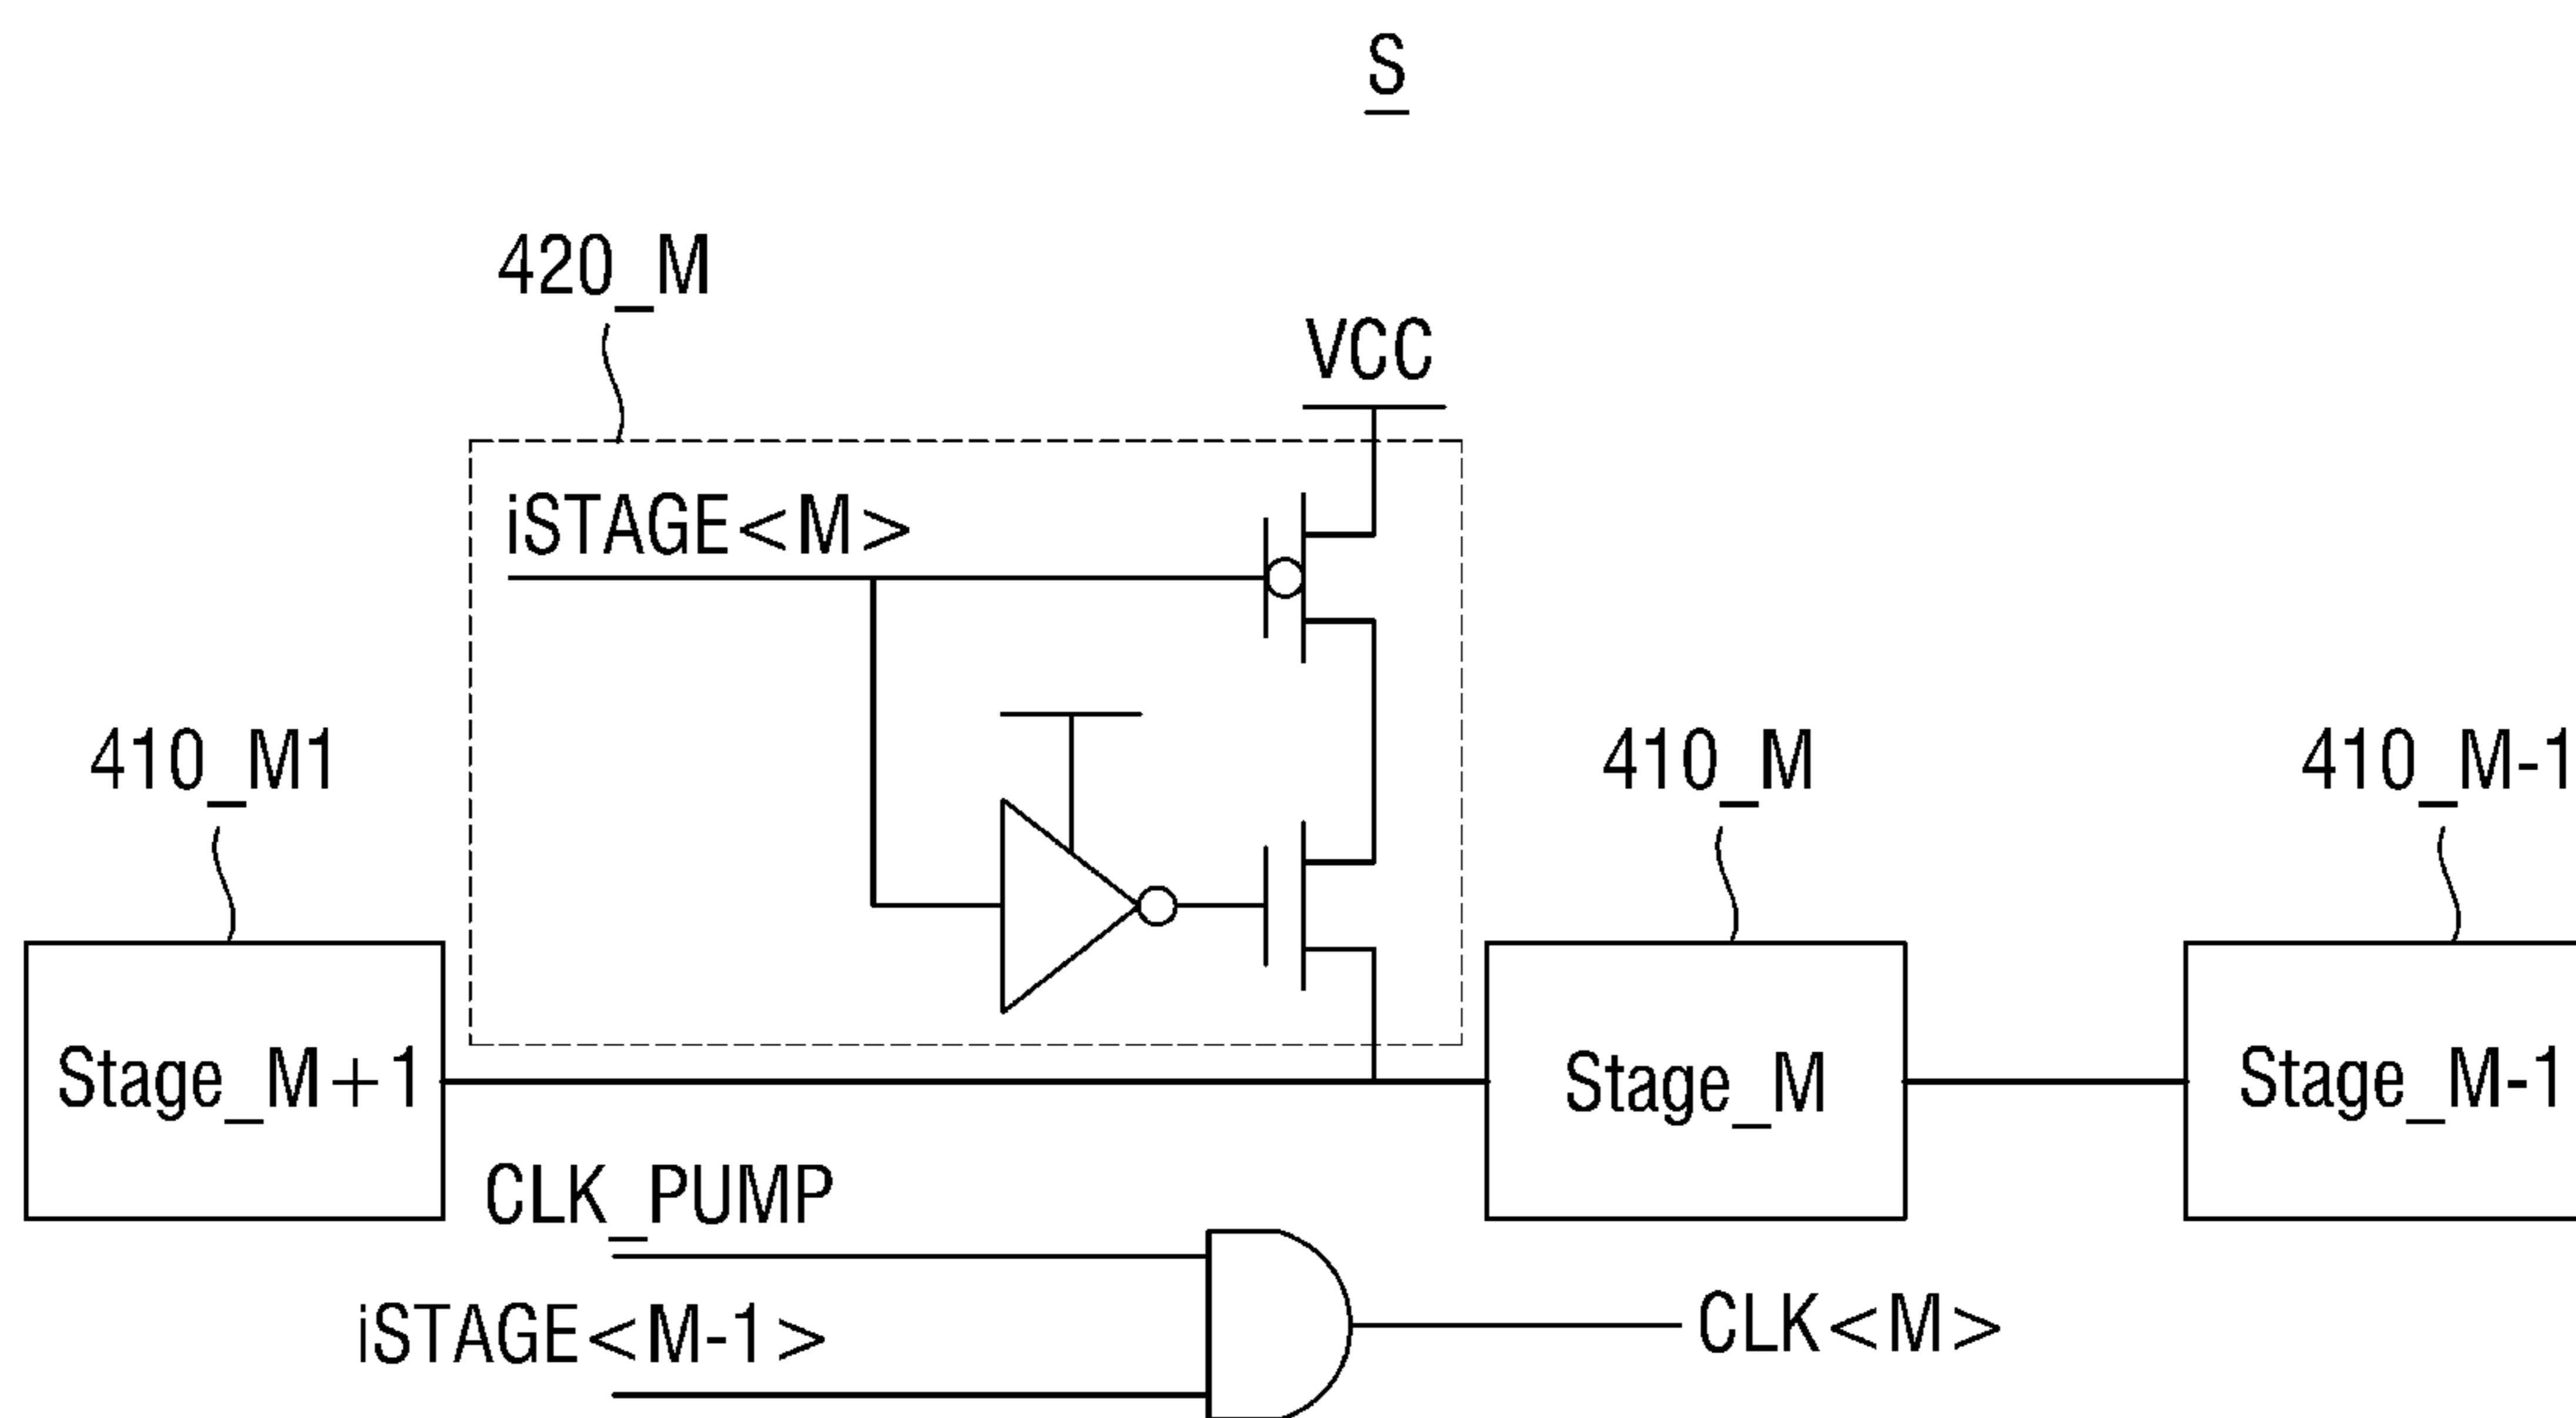 S
420_M
VCC
iSTAGE<M>
410_M1
410_M
410_M-1
Stage_M+1
Stage_M
Stage_M-1
CLK_PUMP
iSTAGE<M-1>
CLK<M>